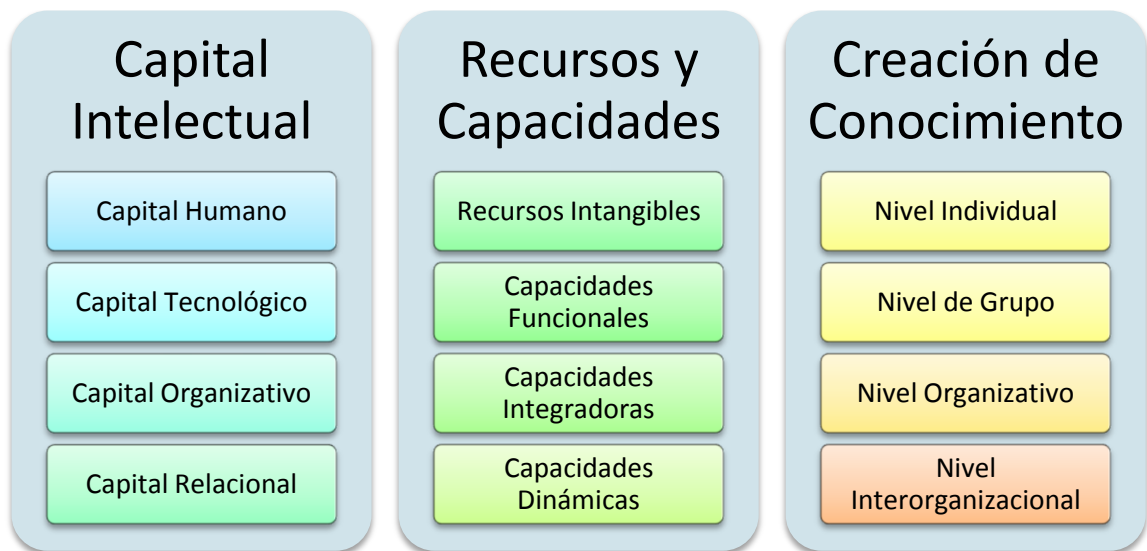 Capital
Intelectual
Capital Humano
Capital Tecnológico
Capital Organizativo
Capital Relacional
Recursos y
Capacidades
Recursos Intangibles
Capacidades
Funcionales
Capacidades
Integradoras
Capacidades
Dinámicas
Creación de
Conocimiento
Nivel Individual
Nivel de Grupo
Nivel Organizativo
Nivel
Interorganizacional